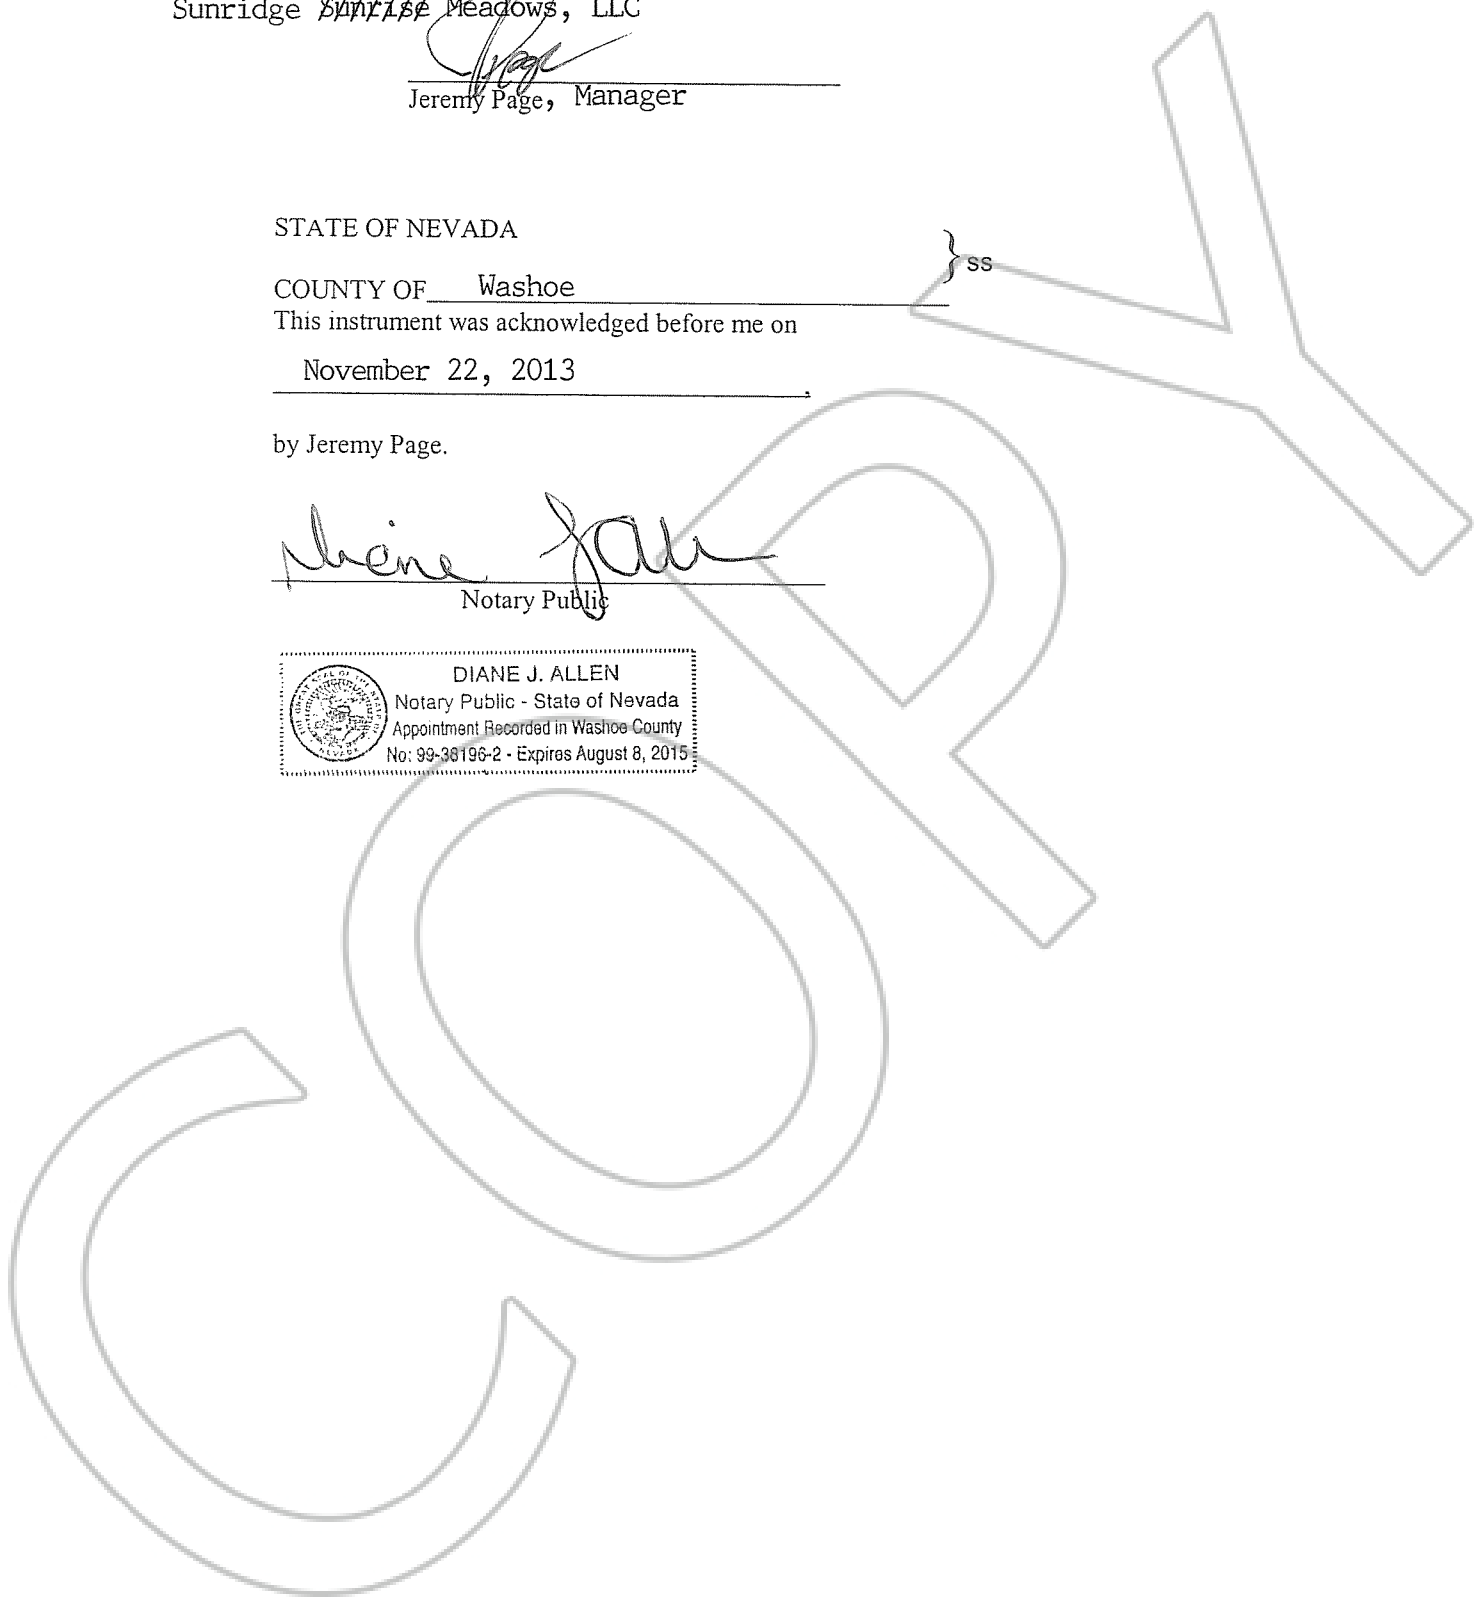 Sunridge Sunrise Meadows, LLC
Jeremy Page, Manager
STATE OF NEVADA
}ss
COUNTY OF Washoe
This instrument was acknowledged before me on
November 22, 2013.
by Jeremy Page.
Diane J Allen
Notary Public
DIANE J. ALLEN
Notary Public - State of Nevada
Appointment Recorded in Washoe County
No: 99-38196-2 - Expires August 8, 2015
COPY